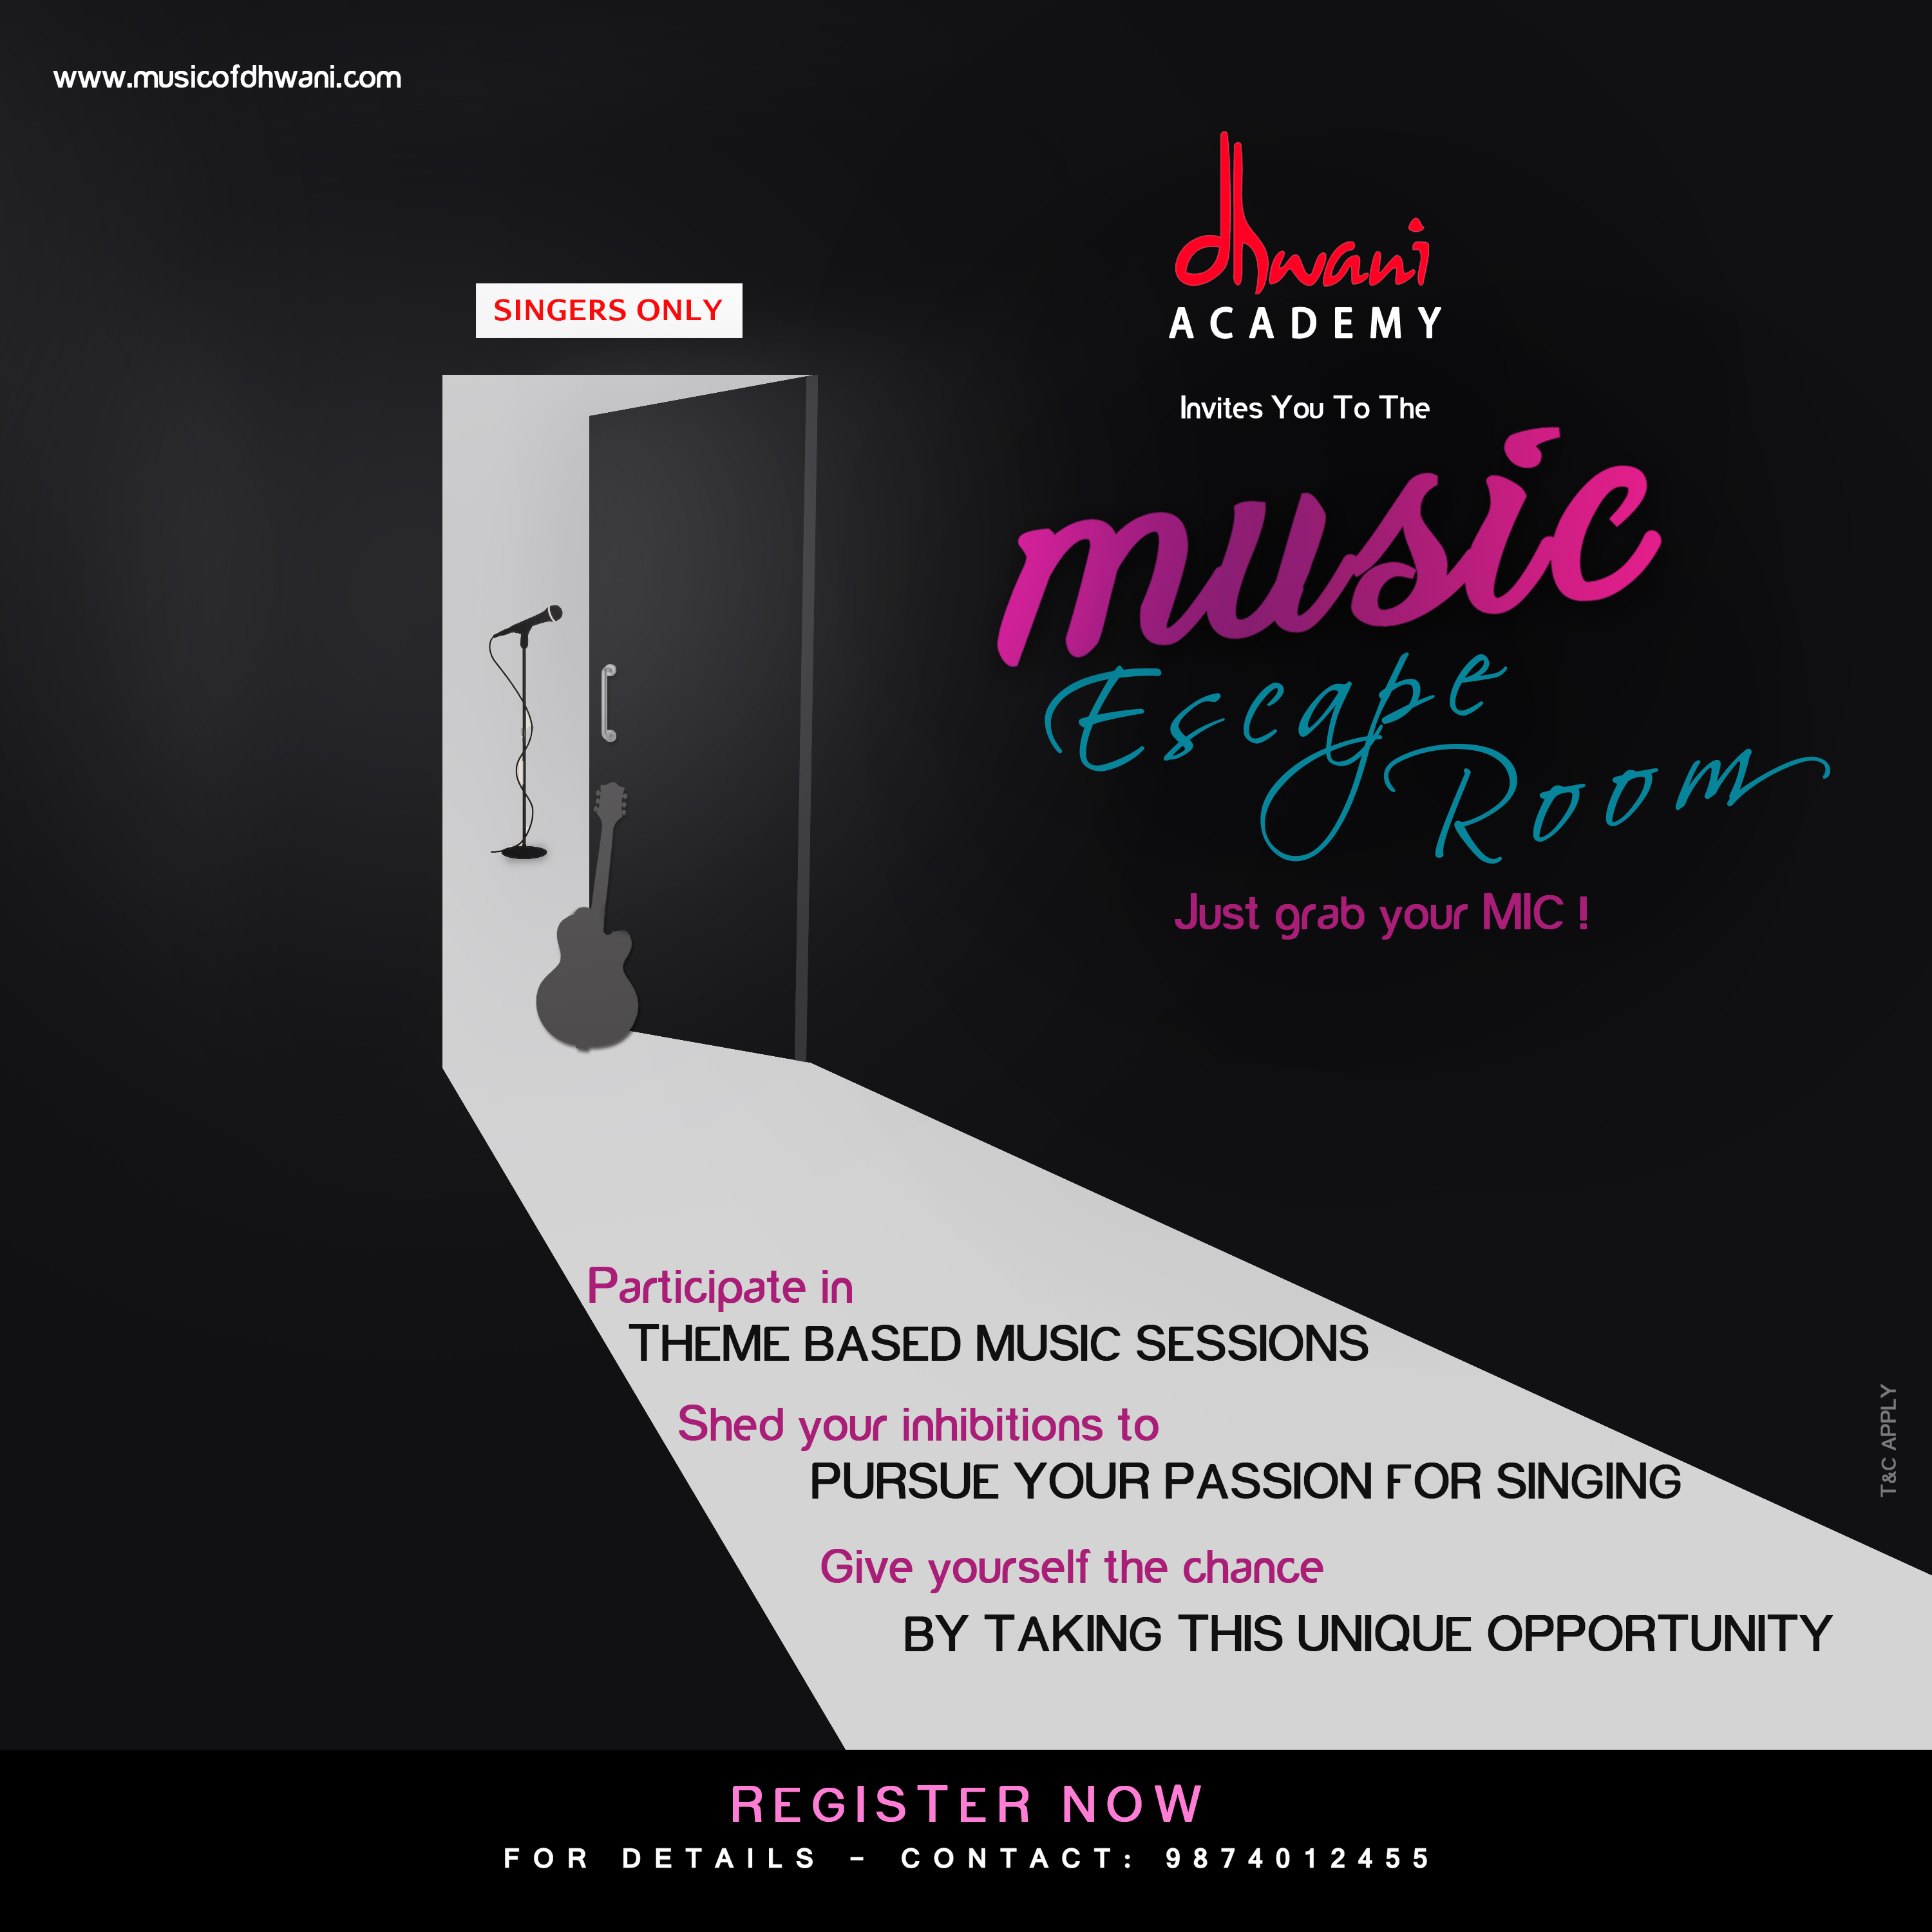 www.musicofdhwani.com
dhwani
ACADEMY
SINGERS ONLY
Invites You To The
music
Escape
Room
Just grab your MIC !
Participate in
THEME BASED MUSIC SESSIONS
Shed your inhibitions to
PURSUE YOUR PASSION FOR SINGING
Give yourself the chance
BY TAKING THIS UNIQUE OPPORTUNITY
T&C APPLY
REGISTER NOW
FOR DETAILS - CONTACT: 9874012455